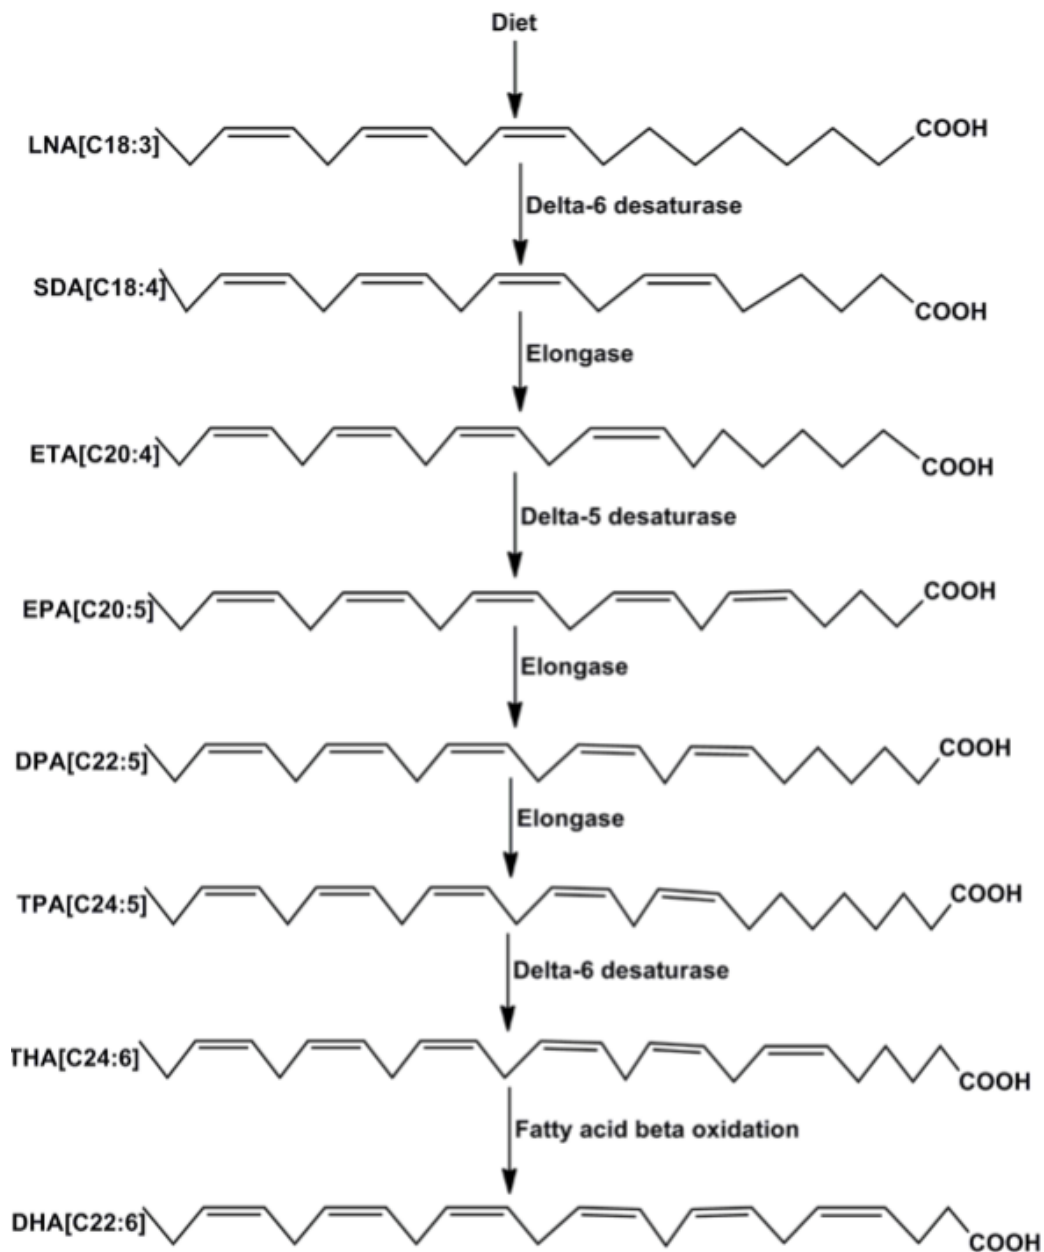 Diet
LNA[C18:3]
COOH
Delta-6 desaturase
SDA[C18:4]
COOH
Elongase
ETA[C20:4]
COOH
Delta-5 desaturase
EPA[C20:5]
COOH
Elongase
DPA[C22:5]
COOH
Elongase
TPA[C24:5]
COOH
Delta-6 desaturase
THA[C24:6]
COOH
Fatty acid beta oxidation
DHA[C22:6]
COOH